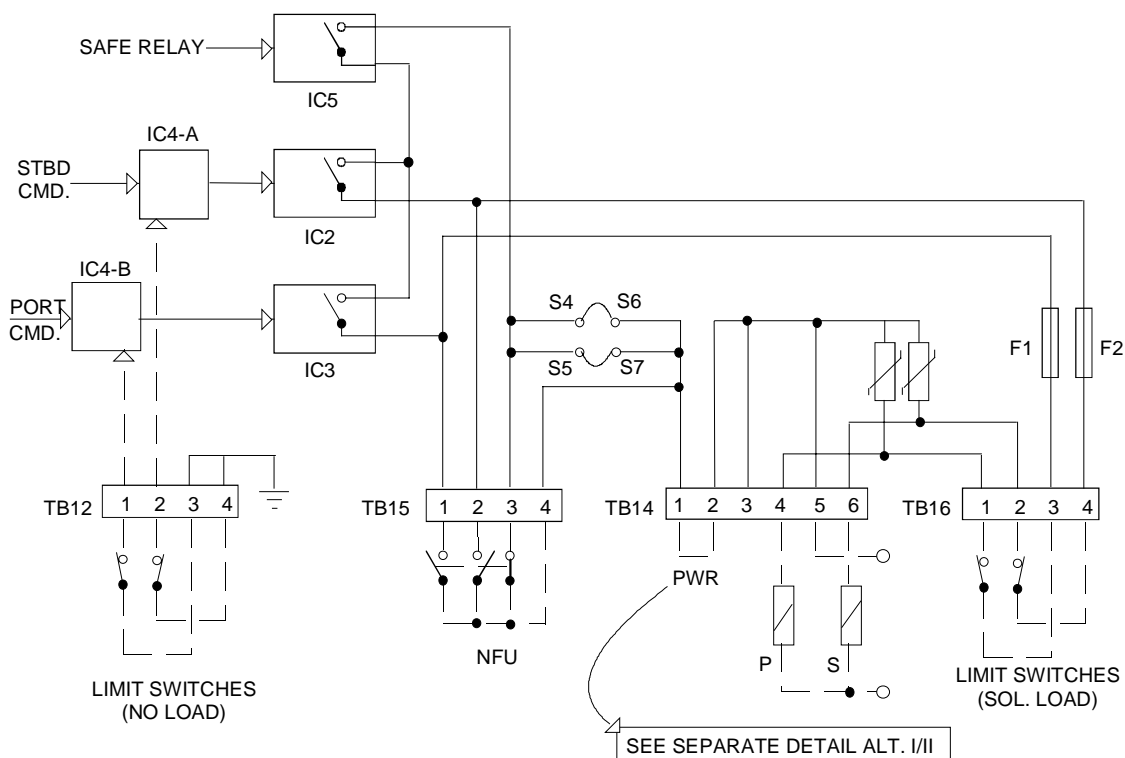 SAFE RELAY
IC5
IC4-A
STBD
CMD.
IC2
IC4-B
PORT
CMD.
IC3
S4 S6
S5 S7
F1 F2
TB12 1 2 3 4
TB15 1 2 3 4
TB14 1 2 3 4 5 6
TB16 1 2 3 4
PWR
NFU
P S
LIMIT SWITCHES
(NO LOAD)
LIMIT SWITCHES
(SOL. LOAD)
SEE SEPARATE DETAIL ALT. I/II